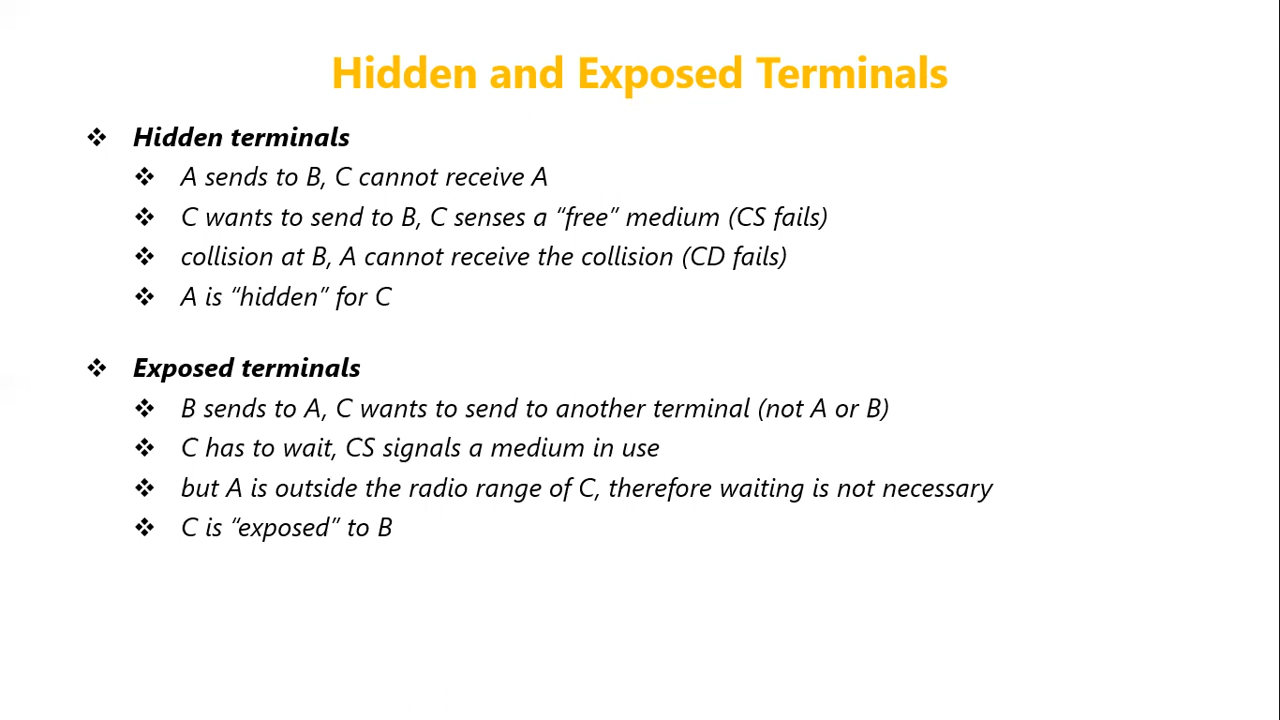 Hidden and Exposed Terminals
❖ Hidden terminals
❖ A sends to B, C cannot receive A
❖ C wants to send to B, C senses a “free” medium (CS fails)
❖ collision at B, A cannot receive the collision (CD fails)
❖ A is “hidden” for C
❖ Exposed terminals
❖ B sends to A, C wants to send to another terminal (not A or B)
❖ C has to wait, CS signals a medium in use
❖ but A is outside the radio range of C, therefore waiting is not necessary
❖ C is “exposed” to B